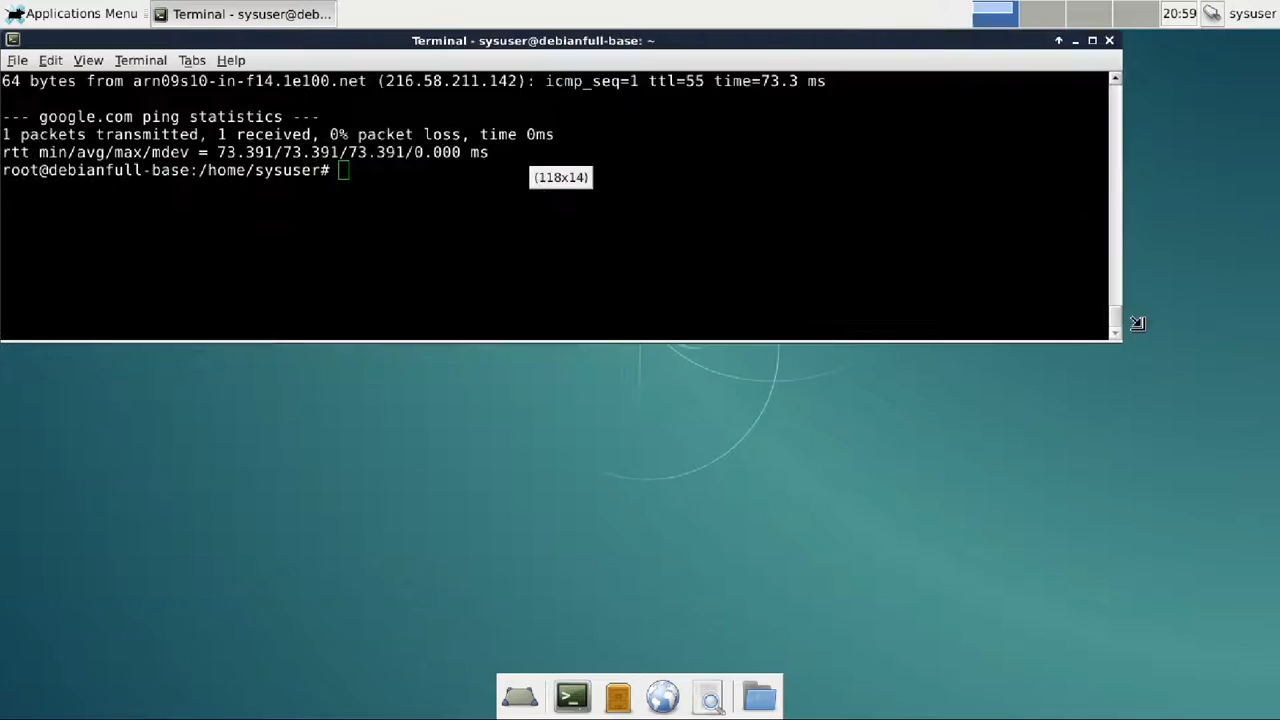 Applications Menu
Terminal - sysuser@deb...
20:59
sysuser
Terminal - sysuser@debianfull-base: ~
File Edit View Terminal Tabs Help
64 bytes from arn09s10-in-f14.1e100.net (216.58.211.142): icmp_seq=1 ttl=55 time=73.3 ms
--- google.com ping statistics ---
1 packets transmitted, 1 received, 0% packet loss, time 0ms
rtt min/avg/max/mdev = 73.391/73.391/73.391/0.000 ms
root@debianfull-base:/home/sysuser#
(118x14)